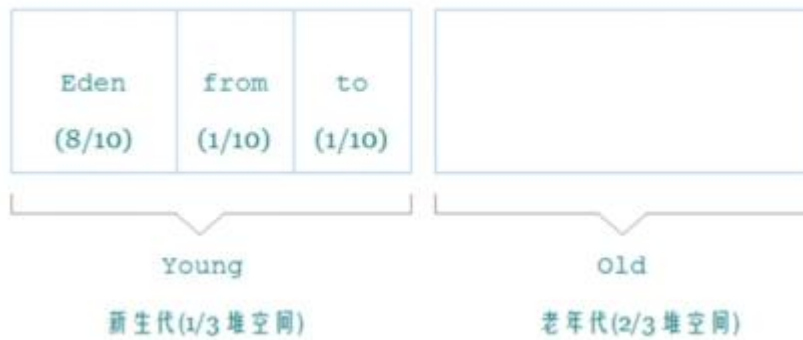 Eden
(8/10)
from
(1/10)
to
(1/10)
Young
Old
新生代(1/3 堆空间)
老年代(2/3 堆空间)